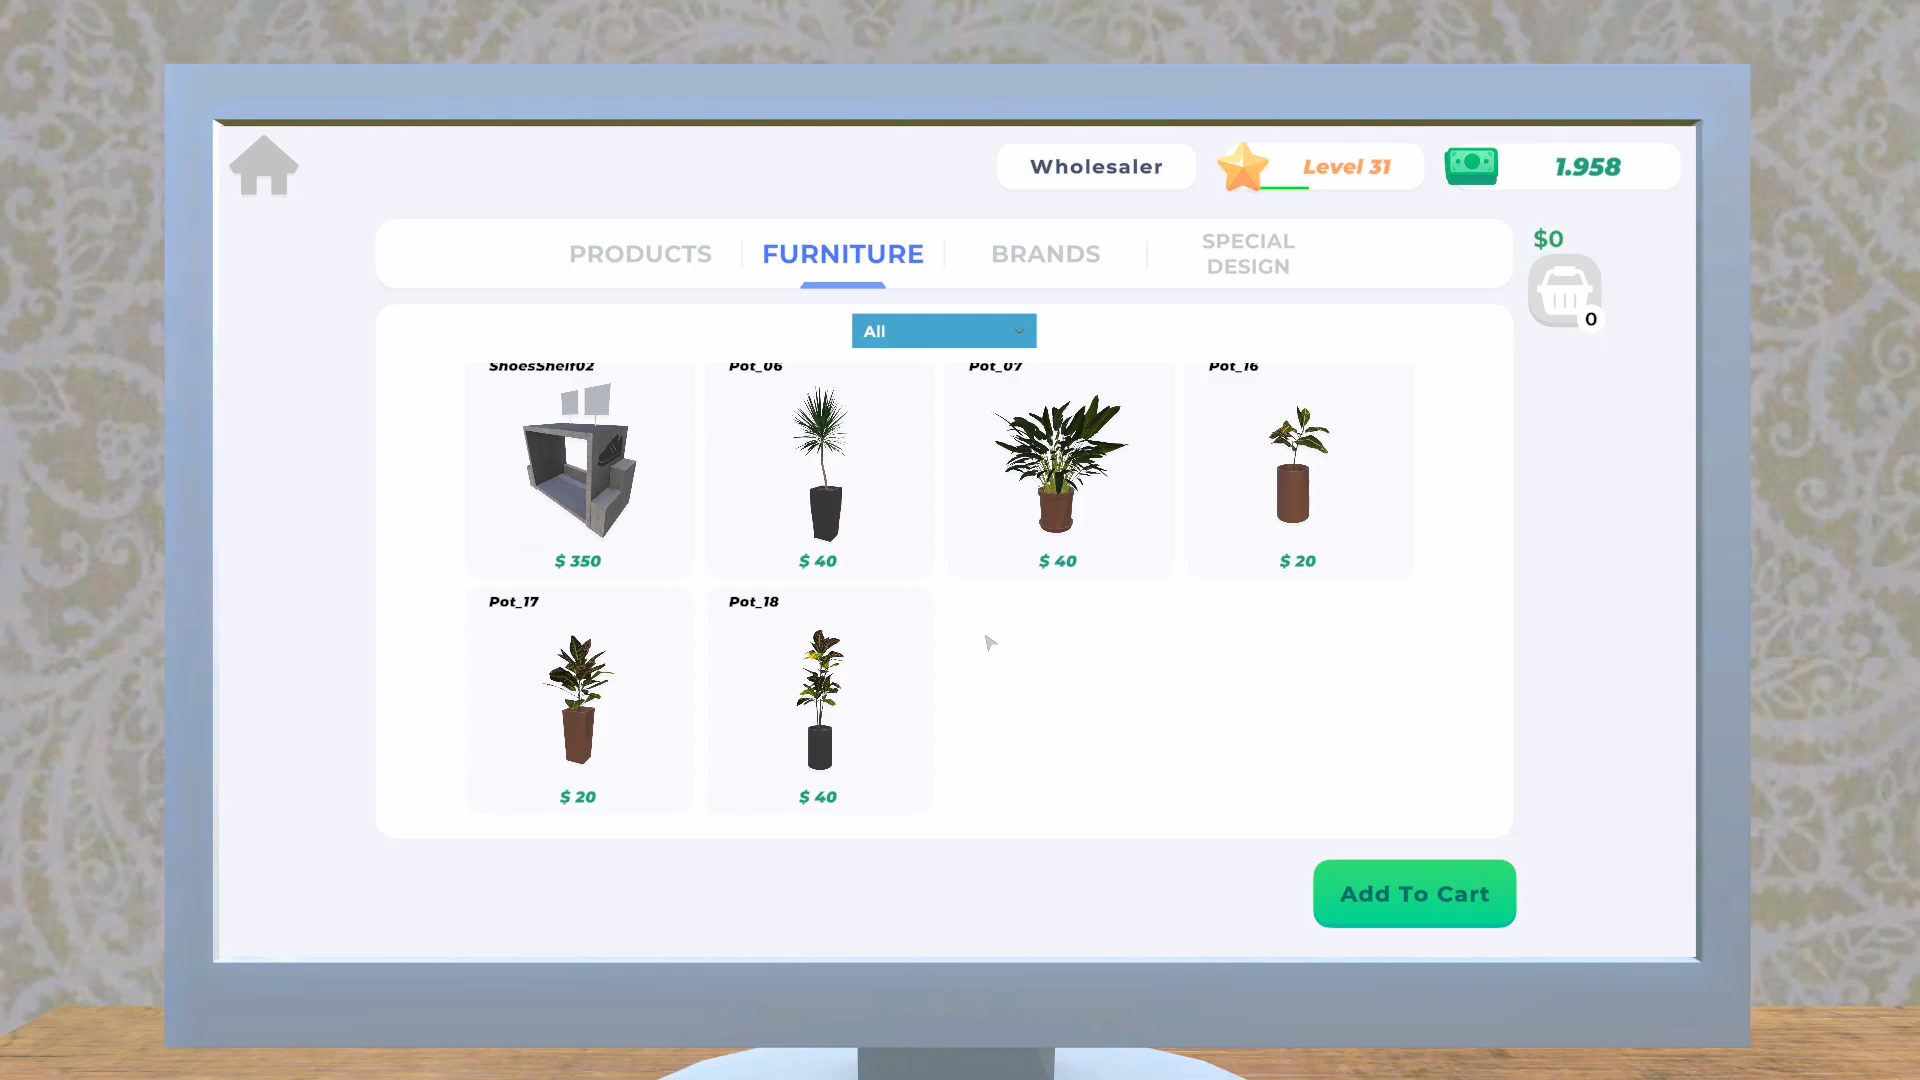 Wholesaler
Level 31
1.958
PRODUCTS
FURNITURE
BRANDS
SPECIAL
DESIGN
$0
0
All
ShoesShelf02
Pot_06
Pot_07
Pot_16
$ 350
$ 40
$ 40
$ 20
Pot_17
Pot_18
$ 20
$ 40
Add To Cart